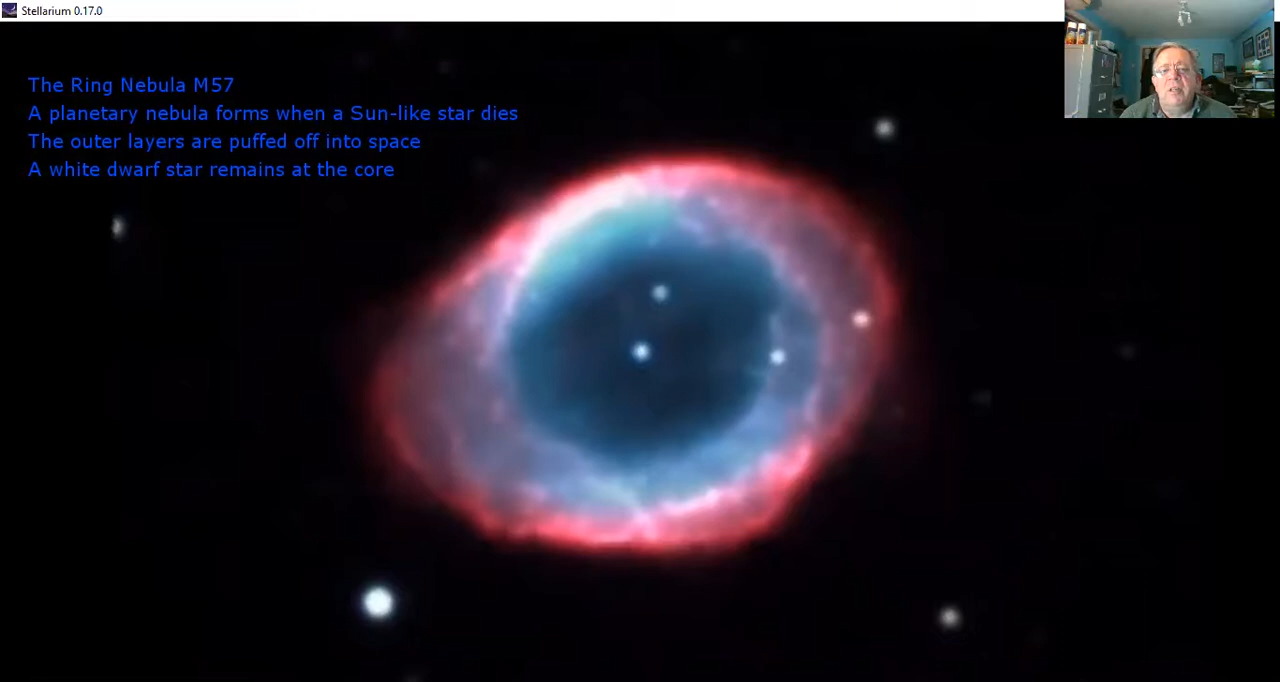 Stellarium 0.17.0
The Ring Nebula M57
A planetary nebula forms when a Sun-like star dies
The outer layers are puffed off into space
A white dwarf star remains at the core